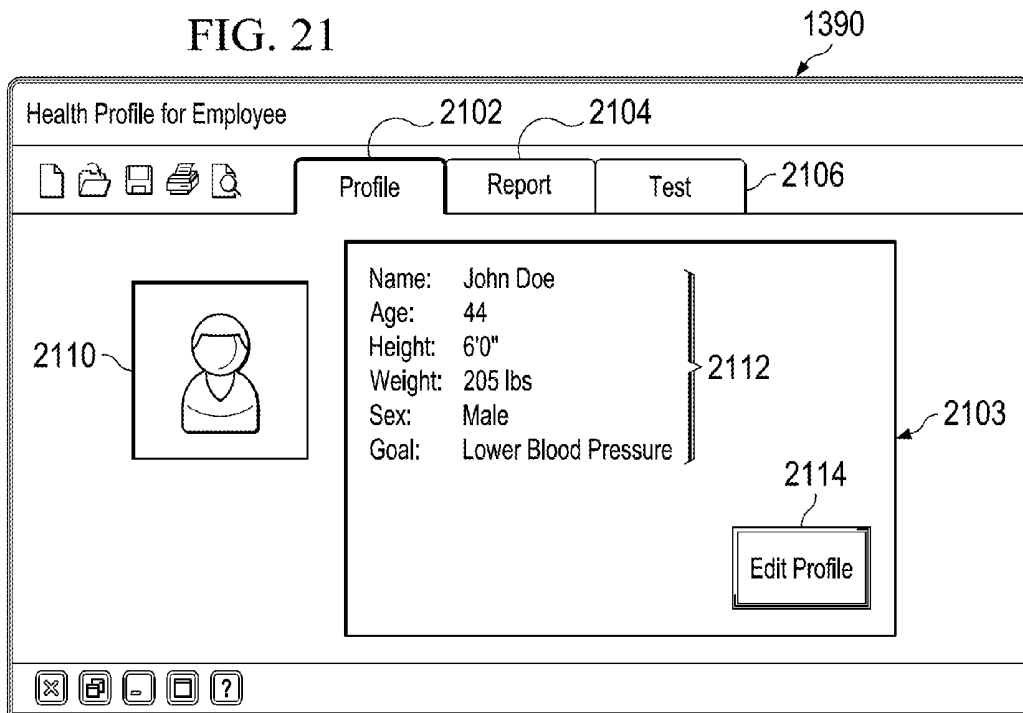 FIG. 21
1390
Health Profile for Employee
2102
2104
Profile
Report
Test
2106
2110
Name: John Doe
Age: 44
Height: 6'0"
Weight: 205 lbs
Sex: Male
Goal: Lower Blood Pressure
2112
2103
2114
Edit Profile
?